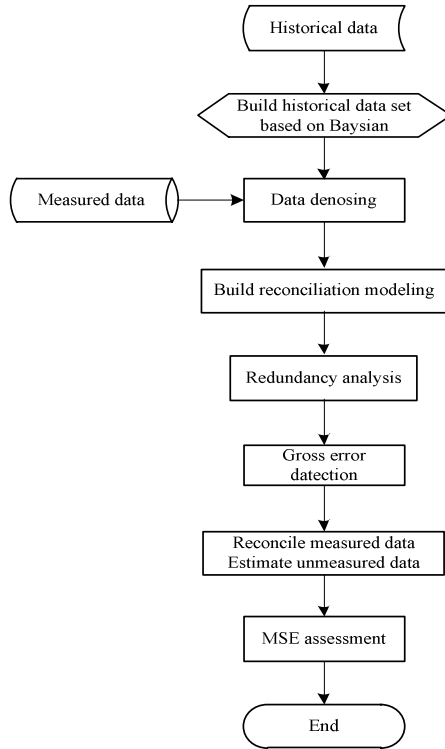 Historical data
Build historical data set
based on Baysian
Measured data
Data denosing
Build reconciliation modeling
Redundancy analysis
Gross error
datection
Reconcile measured data
Estimate unmeasured data
MSE assessment
End